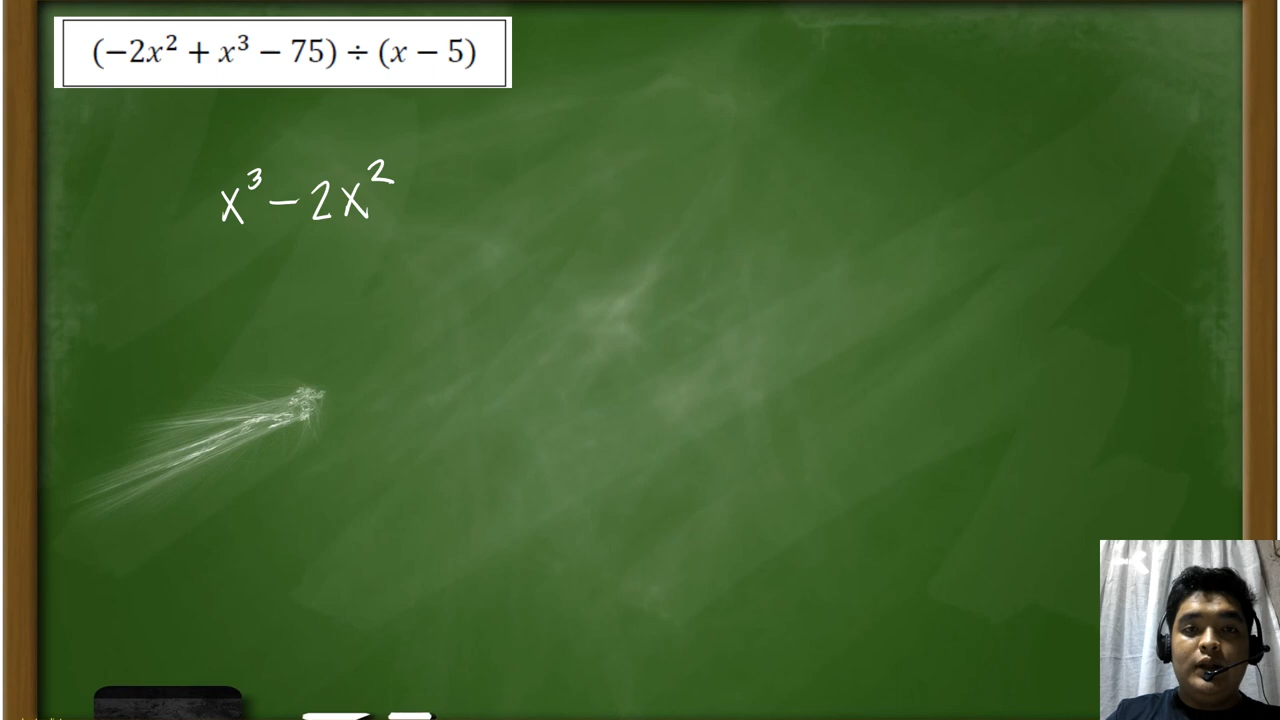 (−2x² + x³ − 75) ÷ (x − 5)
x³ − 2x²